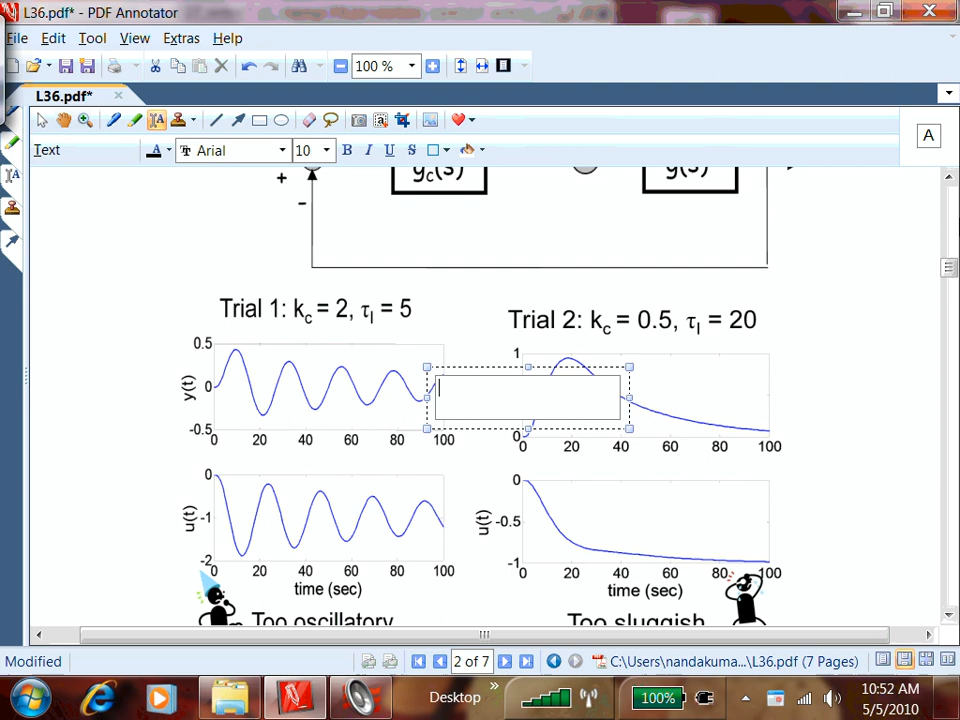 L36.pdf* - PDF Annotator
File Edit Tool View Extras Help
100 %
L36.pdf*
A
Text A Arial 10 B I U S
+ yc(s) y(s)
-
Trial 1: kc = 2, τI = 5
Trial 2: kc = 0.5, τI = 20
0.5
0
-0.5
y(t)
0 20 40 60 80 100
1
0
0 20 40 60 80 100
0
-1
-2
u(t)
0 20 40 60 80 100
time (sec)
0
-0.5
-1
u(t)
0 20 40 60 80 100
time (sec)
Too oscillatory
Too sluggish
Modified 2 of 7 C:\Users\nandakuma...\L36.pdf (7 Pages)
Desktop » 100% 10:52 AM
5/5/2010